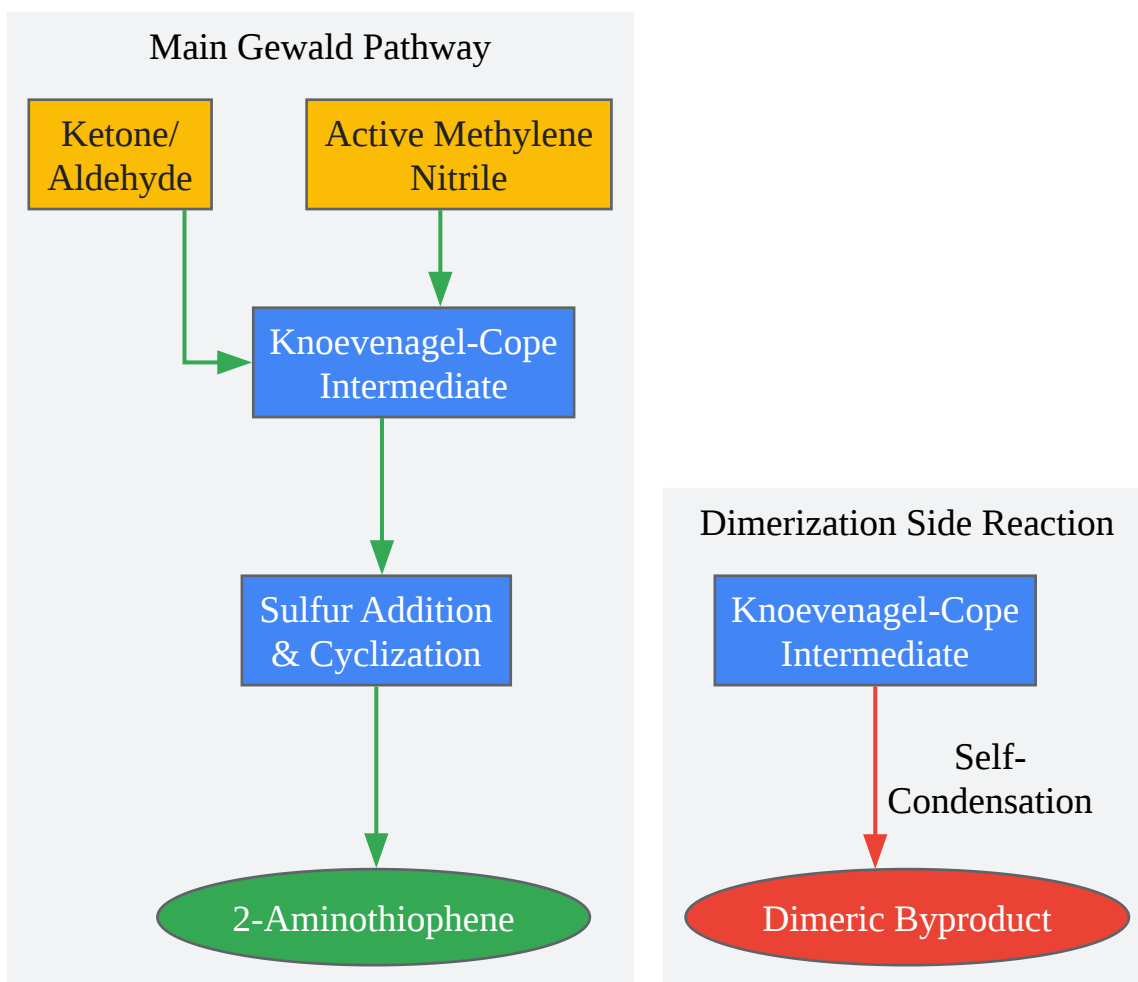 Main Gewald Pathway
Ketone/
Aldehyde
Active Methylene
Nitrile
Knoevenagel-Cope
Intermediate
Sulfur Addition
& Cyclization
2-Aminothiophene
Dimerization Side Reaction
Knoevenagel-Cope
Intermediate
Self-
Condensation
Dimeric Byproduct